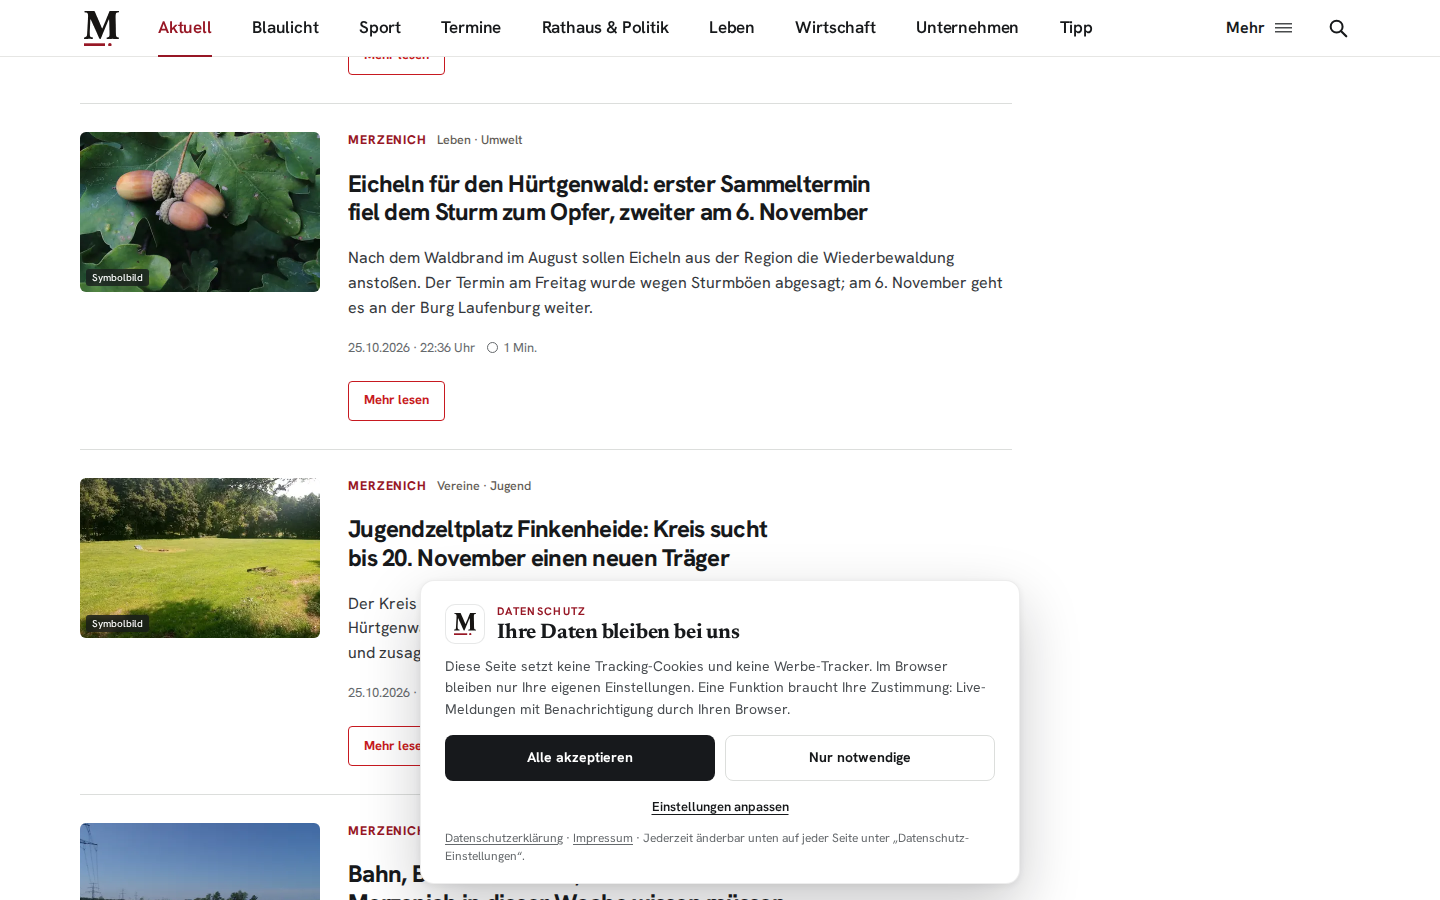 M
Aktuell Blaulicht Sport Termine Rathaus & Politik Leben Wirtschaft Unternehmen Tipp Mehr
Mehr lesen
MERZENICH Leben · Umwelt
Eicheln für den Hürtgenwald: erster Sammeltermin
fiel dem Sturm zum Opfer, zweiter am 6. November
Symbolbild
Nach dem Waldbrand im August sollen Eicheln aus der Region die Wiederbewaldung
anstoßen. Der Termin am Freitag wurde wegen Sturmböen abgesagt; am 6. November geht
es an der Burg Laufenburg weiter.
25.10.2026 · 22:36 Uhr 1 Min.
Mehr lesen
MERZENICH Vereine · Jugend
Jugendzeltplatz Finkenheide: Kreis sucht
bis 20. November einen neuen Träger
Symbolbild
Der Kreis
und zusag
25.10.2026 ·
Mehr lese
MERZENICH
Bahn,
M
DATENSCHUTZ
Ihre Daten bleiben bei uns
Diese Seite setzt keine Tracking-Cookies und keine Werbe-Tracker. Im Browser
bleiben nur Ihre eigenen Einstellungen. Eine Funktion braucht Ihre Zustimmung: Live-
Meldungen mit Benachrichtigung durch Ihren Browser.
Alle akzeptieren
Nur notwendige
Einstellungen anpassen
Datenschutzerklärung · Impressum · Jederzeit änderbar unten auf jeder Seite unter „Datenschutz-
Einstellungen“.